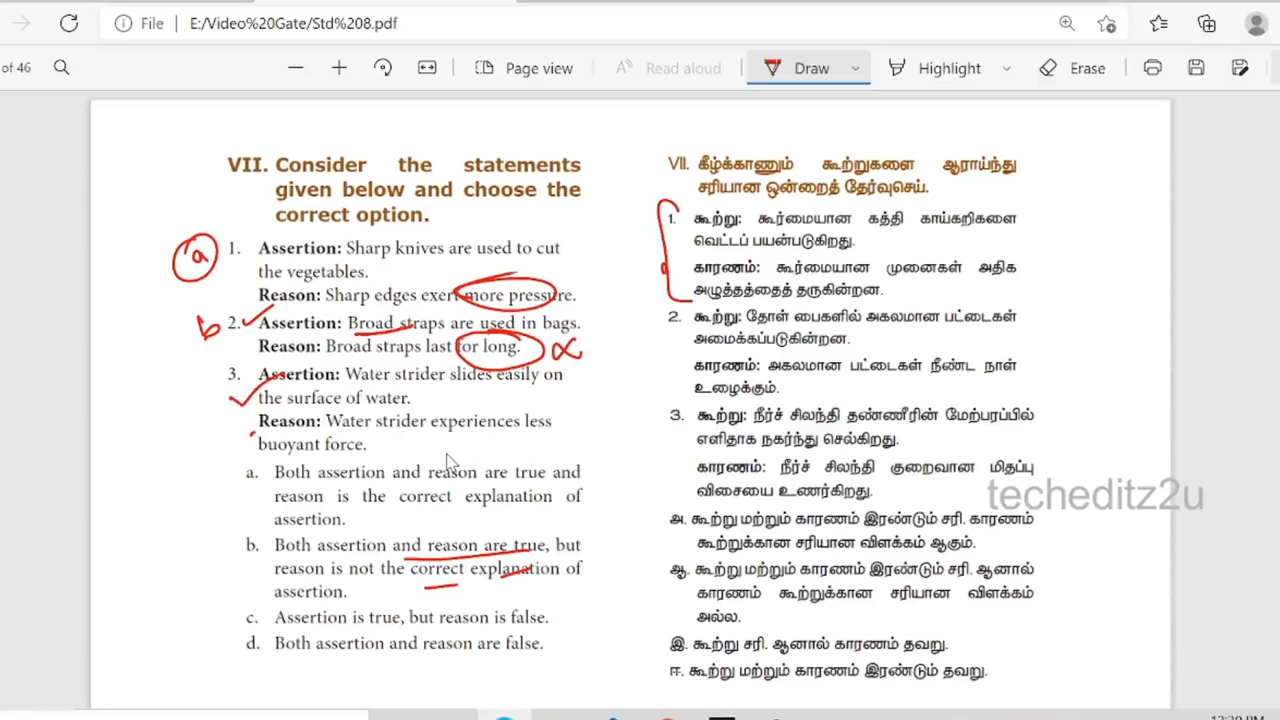 File
E:/Video%20Gate/Std%208.pdf
of 46
Page view
Read aloud
Draw
Highlight
Erase
VII. Consider the statements
given below and choose the
correct option.
a
1. Assertion: Sharp knives are used to cut
the vegetables.
Reason: Sharp edges exert more pressure.
b
2. Assertion: Broad straps are used in bags.
Reason: Broad straps last for long.
3. Assertion: Water strider slides easily on
the surface of water.
Reason: Water strider experiences less
buoyant force.
a. Both assertion and reason are true and
reason is the correct explanation of
assertion.
b. Both assertion and reason are true, but
reason is not the correct explanation of
assertion.
c. Assertion is true, but reason is false.
d. Both assertion and reason are false.
VII. கீழ்க்காணும் கூற்றுகளை ஆராய்ந்து
சரியான ஒன்றைத் தேர்வுசெய்.
1. கூற்று: கூர்மையான கத்தி காய்கறிகளை
வெட்டப் பயன்படுகிறது.
காரணம்: கூர்மையான முனைகள் அதிக
அழுத்தத்தைத் தருகின்றன.
2. கூற்று: தோள் பைகளில் அகலமான பட்டைகள்
அமைக்கப்படுகின்றன.
காரணம்: அகலமான பட்டைகள் நீண்ட நாள்
உழைக்கும்.
3. கூற்று: நீர்ச் சிலந்தி தண்ணீரின் மேற்பரப்பில்
எளிதாக நகர்ந்து செல்கிறது.
காரணம்: நீர்ச் சிலந்தி குறைவான மிதப்பு
விசையை உணர்கிறது.
techeditz2u
அ. கூற்று மற்றும் காரணம் இரண்டும் சரி. காரணம்
கூற்றுக்கான சரியான விளக்கம் ஆகும்.
ஆ. கூற்று மற்றும் காரணம் இரண்டும் சரி. ஆனால்
காரணம் கூற்றுக்கான சரியான விளக்கம்
அல்ல.
இ. கூற்று சரி. ஆனால் காரணம் தவறு.
ஈ. கூற்று மற்றும் காரணம் இரண்டும் தவறு.